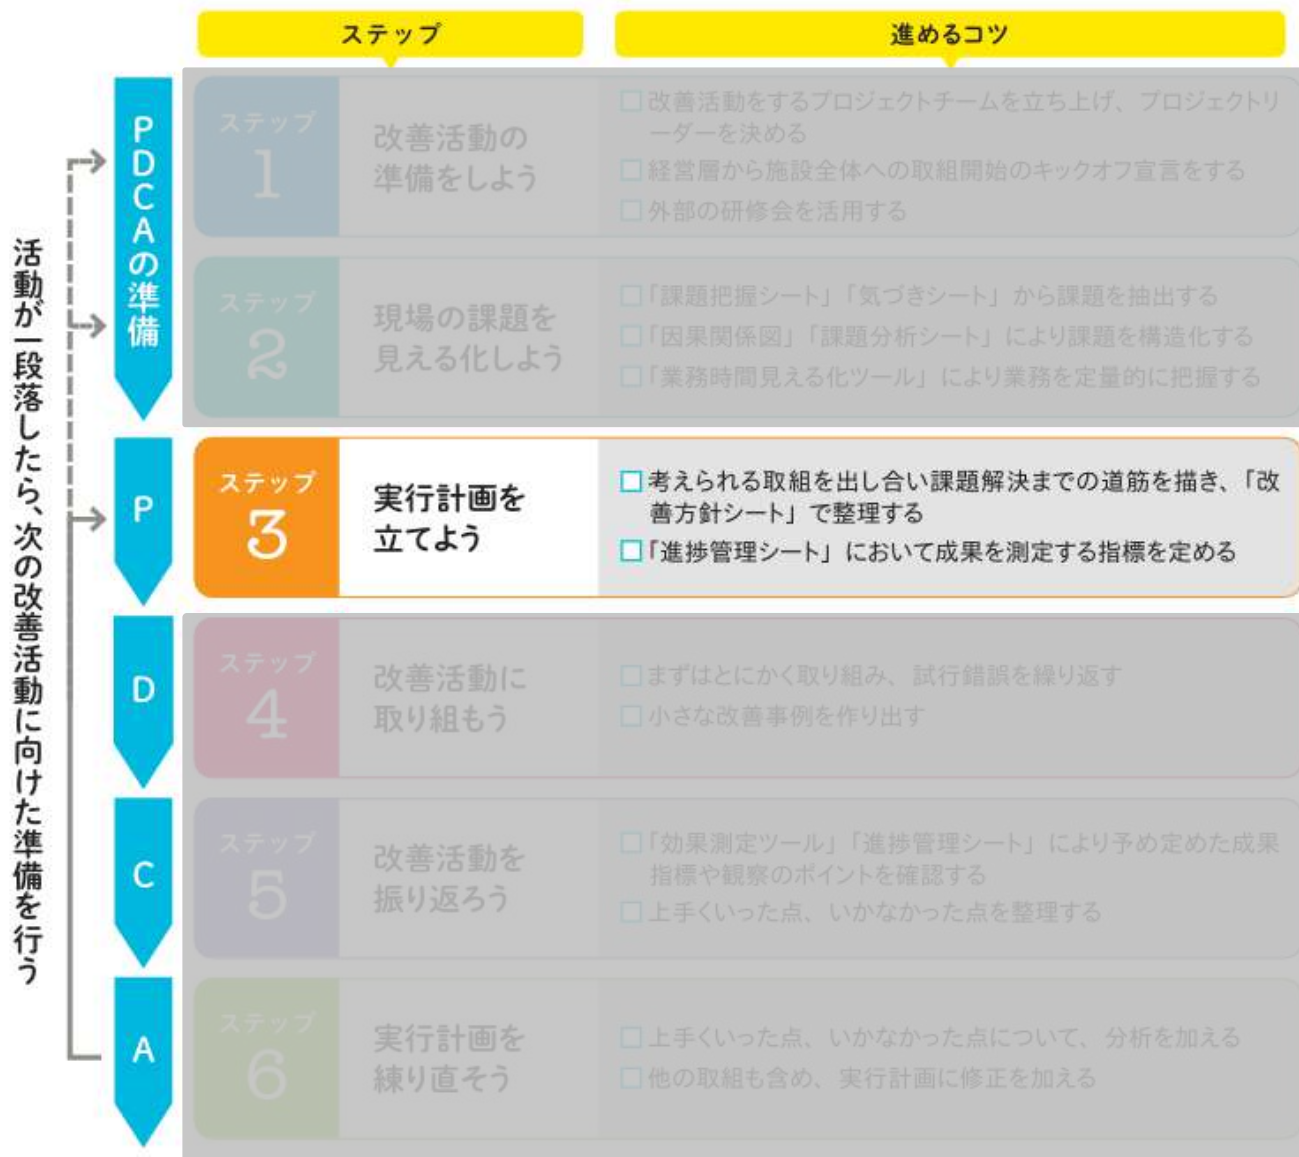 ステップ
進めるコツ
活動が一段落したら、次の改善活動に向けた準備を行う
PDCAの準備
ステップ
1
改善活動の
準備をしよう
□改善活動をするプロジェクトチームを立ち上げ、プロジェクトリ
ーダーを決める
□経営層から施設全体への取組開始のキックオフ宣言をする
□外部の研修会を活用する
ステップ
2
現場の課題を
見える化しよう
□「課題把握シート」「気づきシート」から課題を抽出する
□「因果関係図」「課題分析シート」により課題を構造化する
□「業務時間見える化ツール」により業務を定量的に把握する
P
ステップ
3
実行計画を
立てよう
□考えられる取組を出し合い課題解決までの道筋を描き、「改
善方針シート」で整理する
□「進捗管理シート」において成果を測定する指標を定める
D
ステップ
4
改善活動に
取り組もう
□まずはとにかく取り組み、試行錯誤を繰り返す
□小さな改善事例を作り出す
C
ステップ
5
改善活動を
振り返ろう
□「効果測定ツール」「進捗管理シート」により予め定めた成果
指標や観察のポイントを確認する
□上手くいった点、いかなかった点を整理する
A
ステップ
6
実行計画を
練り直そう
□上手くいった点、いかなかった点について、分析を加える
□他の取組も含め、実行計画に修正を加える